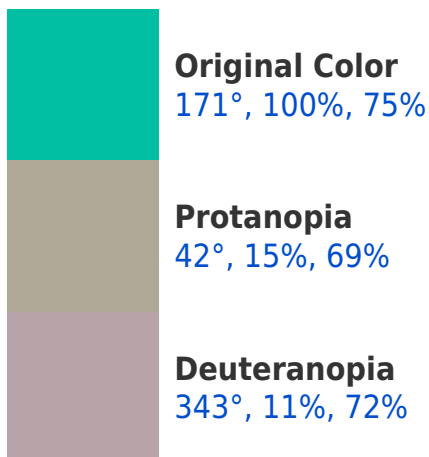 Original Color
171°, 100%, 75%
Protanopia
42°, 15%, 69%
Deuteranopia
343°, 11%, 72%